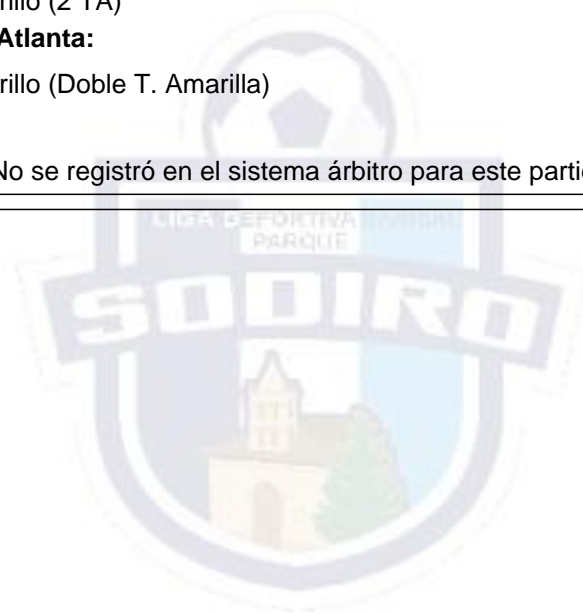 rillo (2 TA)
Atlanta:
rillo (Doble T. Amarilla)
No se registró en el sistema árbitro para este parti
LIGA DEPORTIVA BARRIAL
PARQUE
SODIRO